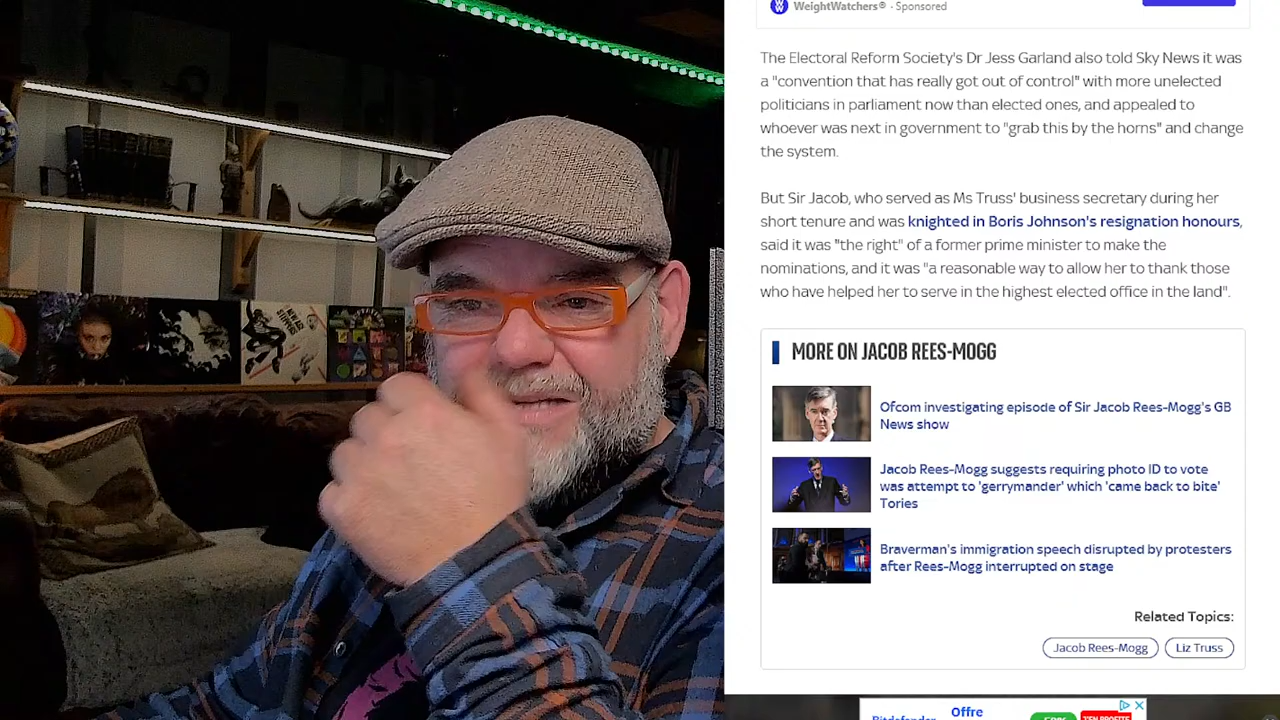 WeightWatchers® · Sponsored
The Electoral Reform Society's Dr Jess Garland also told Sky News it was
a "convention that has really got out of control" with more unelected
politicians in parliament now than elected ones, and appealed to
whoever was next in government to "grab this by the horns" and change
the system.
But Sir Jacob, who served as Ms Truss' business secretary during her
short tenure and was knighted in Boris Johnson's resignation honours,
said it was "the right" of a former prime minister to make the
nominations, and it was "a reasonable way to allow her to thank those
who have helped her to serve in the highest elected office in the land".
MORE ON JACOB REES-MOGG
Ofcom investigating episode of Sir Jacob Rees-Mogg's GB
News show
Jacob Rees-Mogg suggests requiring photo ID to vote
was attempt to 'gerrymander' which 'came back to bite'
Tories
Braverman's immigration speech disrupted by protesters
after Rees-Mogg interrupted on stage
Related Topics:
Jacob Rees-Mogg
Liz Truss
Offre